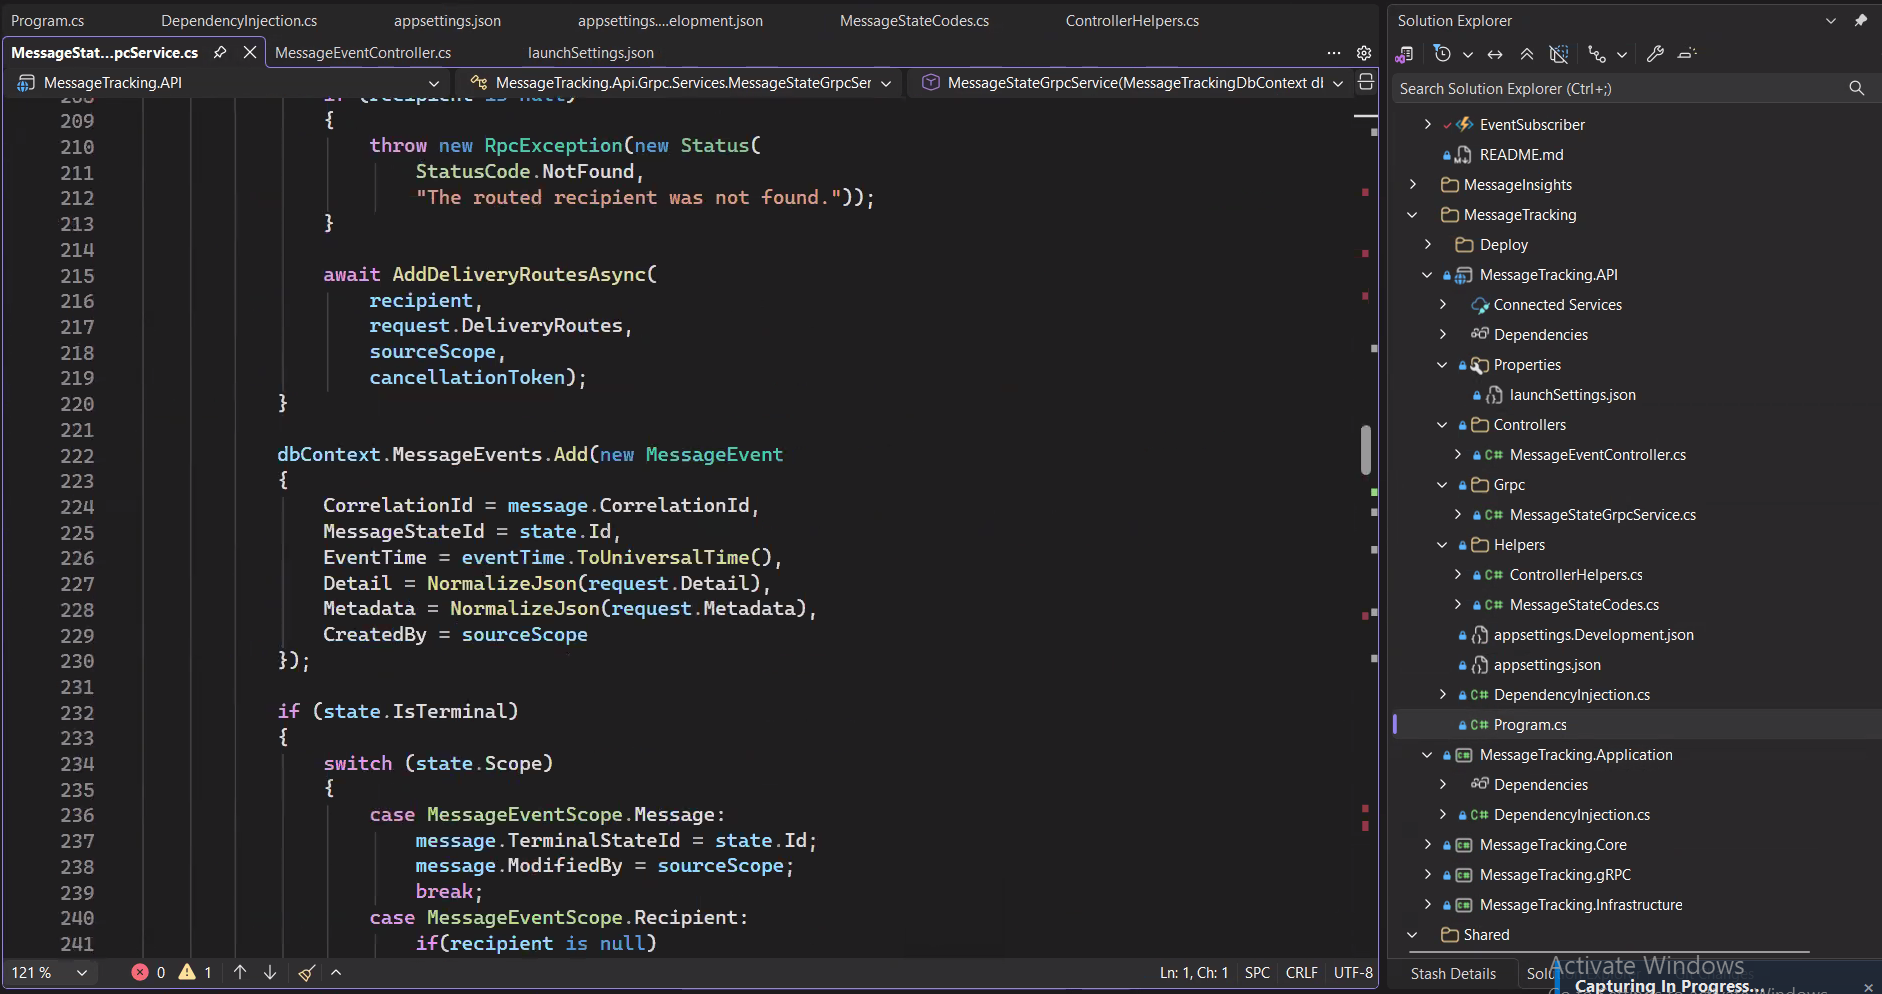 Program.cs
DependencyInjection.cs
appsettings.json
appsettings....elopment.json
MessageStateCodes.cs
ControllerHelpers.cs
MessageStat...pcService.cs
MessageEventController.cs
launchSettings.json
MessageTracking.API
MessageTracking.Api.Grpc.Services.MessageStateGrpcSer
MessageStateGrpcService(MessageTrackingDbContext db
208 if (recipient is null)
209 {
210 throw new RpcException(new Status(
211 StatusCode.NotFound,
212 "The routed recipient was not found."));
213 }
214
215 await AddDeliveryRoutesAsync(
216 recipient,
217 request.DeliveryRoutes,
218 sourceScope,
219 cancellationToken);
220 }
221
222 dbContext.MessageEvents.Add(new MessageEvent
223 {
224 CorrelationId = message.CorrelationId,
225 MessageStateId = state.Id,
226 EventTime = eventTime.ToUniversalTime(),
227 Detail = NormalizeJson(request.Detail),
228 Metadata = NormalizeJson(request.Metadata),
229 CreatedBy = sourceScope
230 });
231
232 if (state.IsTerminal)
233 {
234 switch (state.Scope)
235 {
236 case MessageEventScope.Message:
237 message.TerminalStateId = state.Id;
238 message.ModifiedBy = sourceScope;
239 break;
240 case MessageEventScope.Recipient:
241 if(recipient is null)
121 %
0
1
Ln: 1, Ch: 1
SPC
CRLF
UTF-8
Solution Explorer
Search Solution Explorer (Ctrl+;)
EventSubscriber
README.md
MessageInsights
MessageTracking
Deploy
MessageTracking.API
Connected Services
Dependencies
Properties
launchSettings.json
Controllers
C# MessageEventController.cs
Grpc
C# MessageStateGrpcService.cs
Helpers
C# ControllerHelpers.cs
C# MessageStateCodes.cs
appsettings.Development.json
appsettings.json
C# DependencyInjection.cs
C# Program.cs
C# MessageTracking.Application
Dependencies
C# DependencyInjection.cs
C# MessageTracking.Core
C# MessageTracking.gRPC
C# MessageTracking.Infrastructure
Shared
Stash Details
Activate Windows
Capturing In Progress...